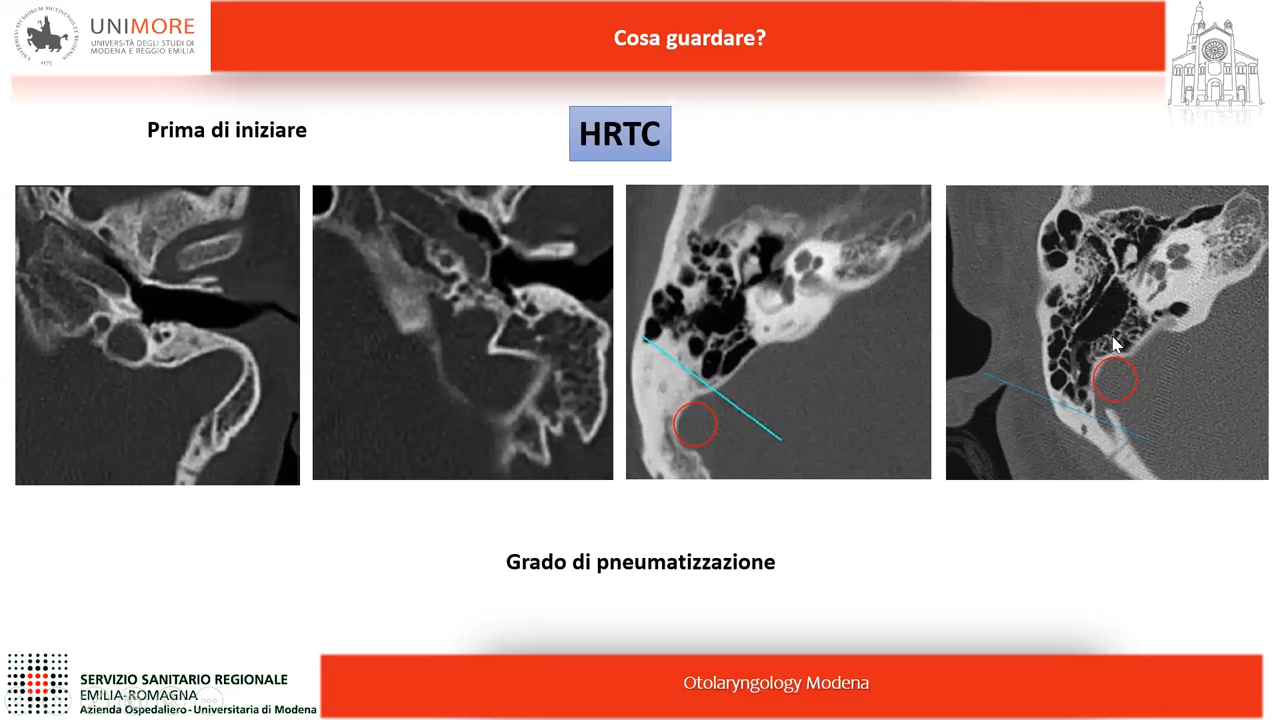 UNIMORE
UNIVERSITÀ DEGLI STUDI DI
MODENA E REGGIO EMILIA
1175
Cosa guardare?
Prima di iniziare
HRTC
Grado di pneumatizzazione
SERVIZIO SANITARIO REGIONALE
EMILIA-ROMAGNA
Azienda Ospedaliero - Universitaria di Modena
Otolaryngology Modena